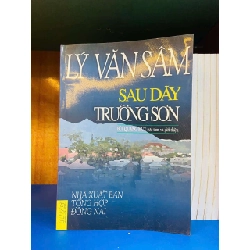 LÝ VĂN SÂM
SAU DÃY
TRƯỜNG SƠN
NHÀ XUẤT BẢN
TỔNG HỢP
ĐỒNG NAI